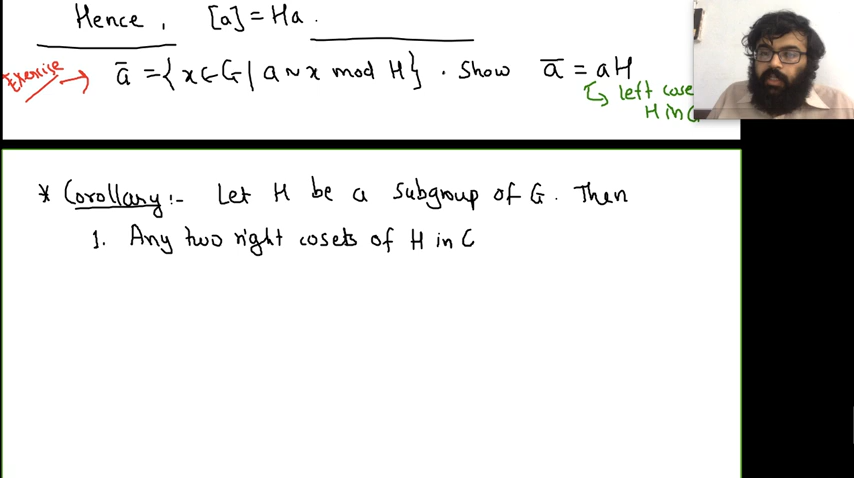 Hence, [a] = Ha.
Exercise → ā = {x ∈ G | a ~ x mod H}. Show ā = aH
left cose
H in G
* Corollary :- Let H be a subgroup of G. Then
1. Any two right cosets of H in C